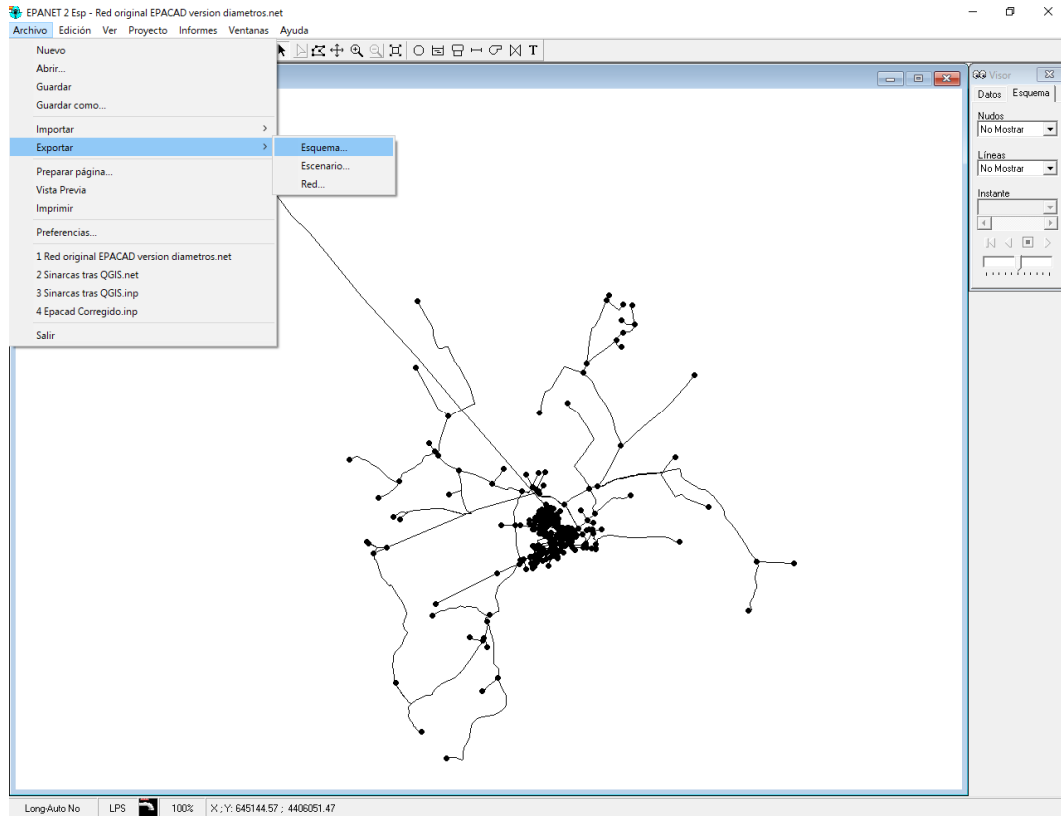 EPANET 2 Esp - Red original EPACAD version diametros.net
Archivo Edición Ver Proyecto Informes Ventanas Ayuda
Nuevo
Abrir...
Guardar
Guardar como...
Importar
Exportar
Preparar página...
Vista Previa
Imprimir
Preferencias...
1 Red original EPACAD version diametros.net
2 Sinarcas tras QGIS.net
3 Sinarcas tras QGIS.inp
4 Epacad Corregido.inp
Salir
Esquema...
Escenario...
Red...
T
Visor
Datos Esquema
Nudos
No Mostrar
Líneas
No Mostrar
Instante
Long-Auto No LPS 100% X ; Y: 645144.57 ; 4406051.47